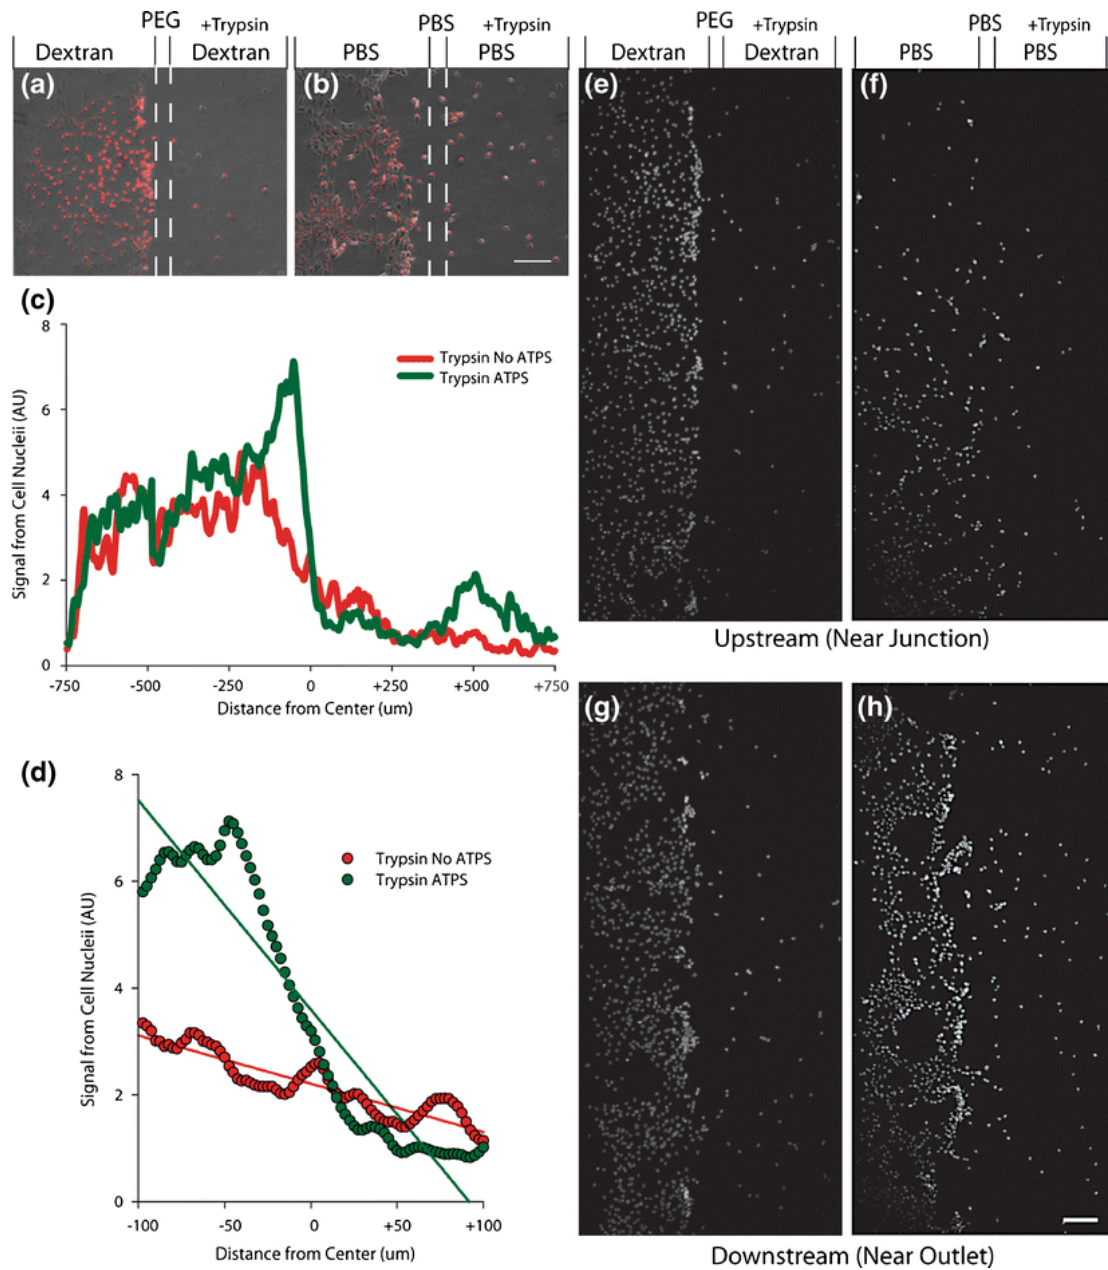 PEG +Trypsin PBS +Trypsin
Dextran Dextran PBS PBS
(a)
(b)
(c)
8
6
4
2
0
Signal from Cell Nucleii (AU)
Trypsin No ATPS
Trypsin ATPS
-750 -500 -250 0 +250 +500 +750
Distance from Center (um)
(d)
8
6
4
2
0
Signal from Cell Nucleii (AU)
Trypsin No ATPS
Trypsin ATPS
-100 -50 0 +50 +100
Distance from Center (um)
PEG +Trypsin PBS +Trypsin
Dextran Dextran PBS PBS
(e)
(f)
Upstream (Near Junction)
(g)
(h)
Downstream (Near Outlet)